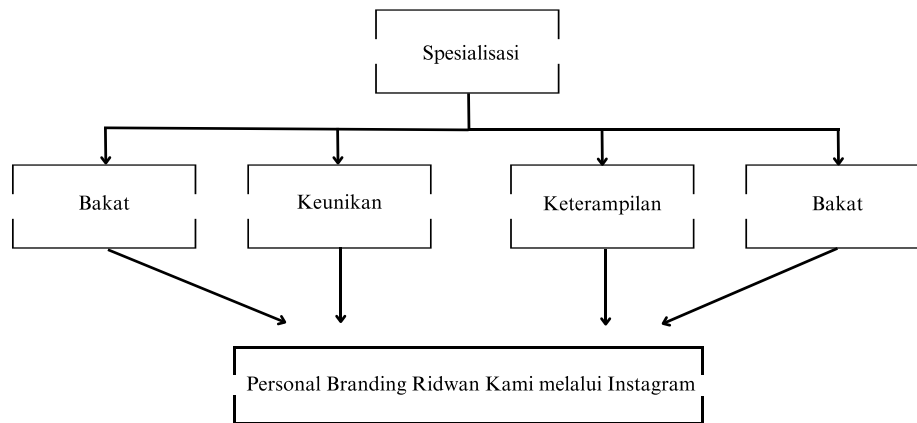 Spesialisasi
Bakat
Keunikan
Keterampilan
Bakat
Personal Branding Ridwan Kami melalui Instagram